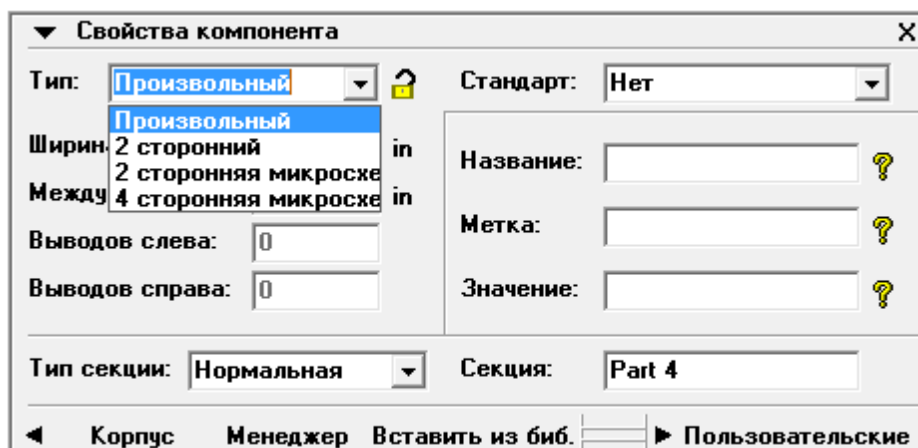 Свойства компонента X
Тип: Произвольный Стандарт: Нет
Произвольный
2 сторонний
2 сторонняя микросхе
4 сторонняя микросхе
Ширин in
Между in
Название: ?
Метка: ?
Выводов слева: 0
Выводов справа: 0
Значение: ?
Тип секции: Нормальная Секция: Part 4
Корпус Менеджер Вставить из биб. Пользовательские